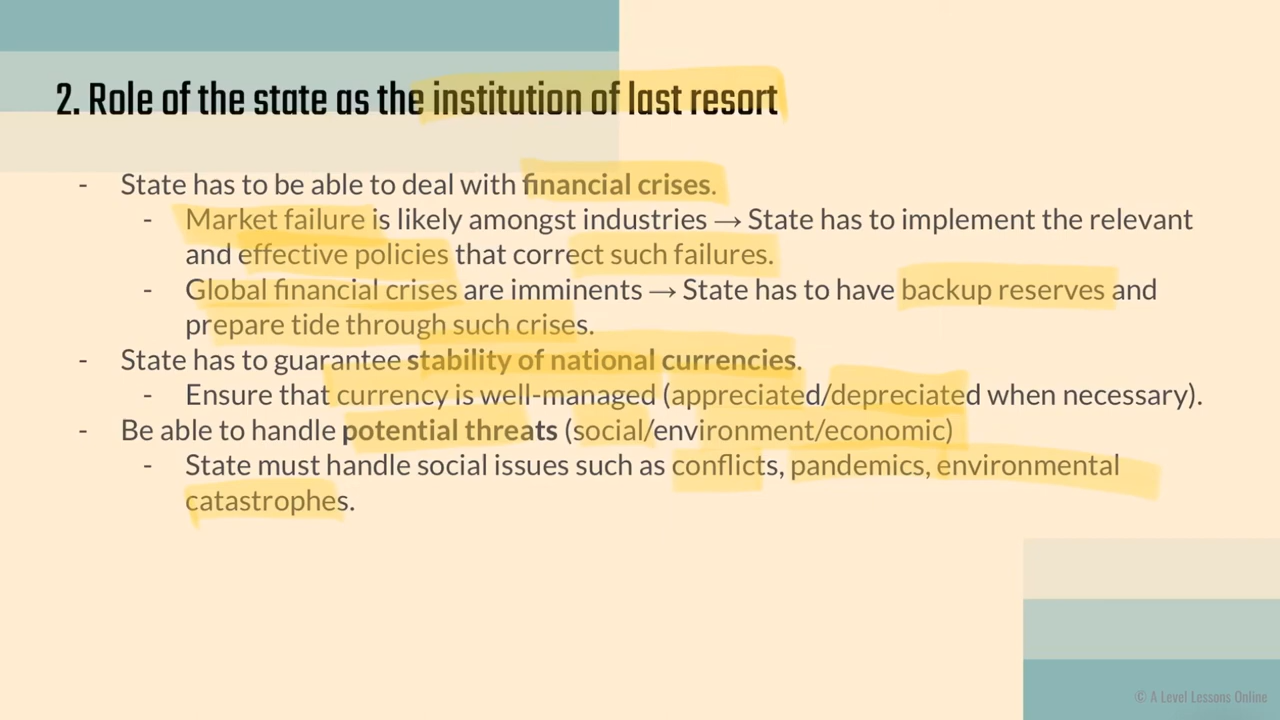 2. Role of the state as the institution of last resort
- State has to be able to deal with financial crises.
- Market failure is likely amongst industries → State has to implement the relevant
and effective policies that correct such failures.
- Global financial crises are imminents → State has to have backup reserves and
prepare tide through such crises.
- State has to guarantee stability of national currencies.
- Ensure that currency is well-managed (appreciated/depreciated when necessary).
- Be able to handle potential threats (social/environment/economic)
- State must handle social issues such as conflicts, pandemics, environmental
catastrophes.
© A Level Lessons Online